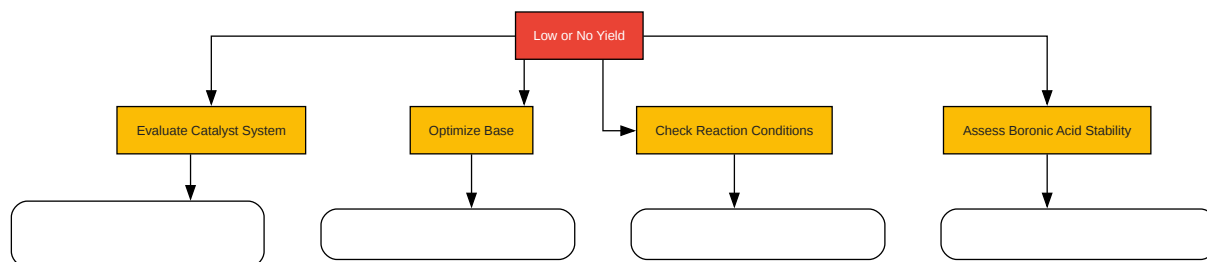 Low or No Yield
Evaluate Catalyst System
Optimize Base
Check Reaction Conditions
Assess Boronic Acid Stability